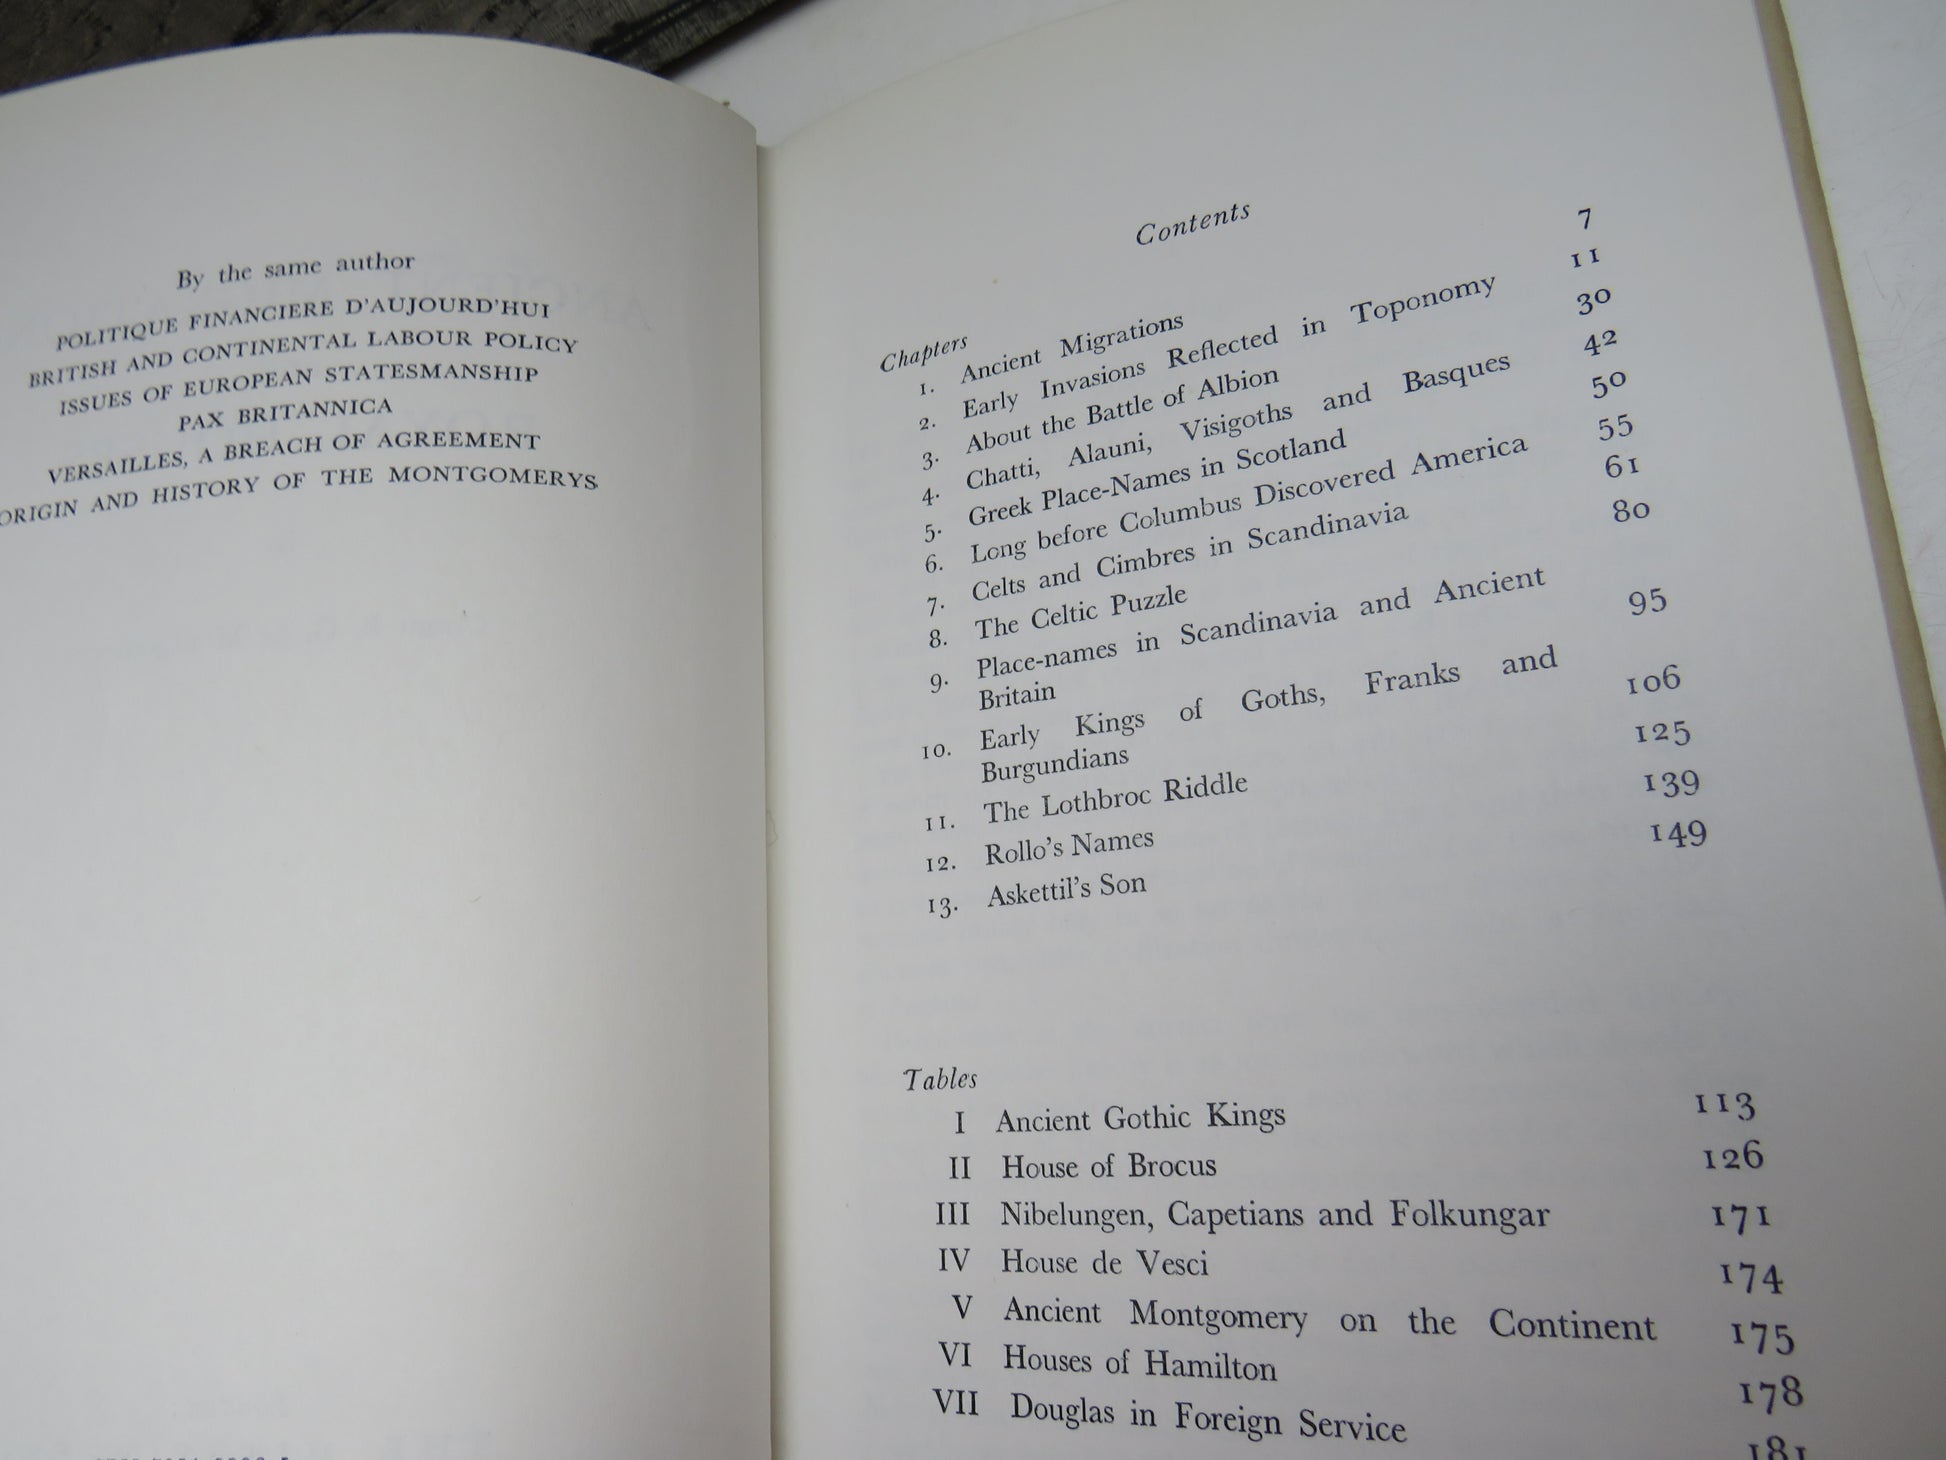 By the same author
POLITIQUE FINANCIERE D'AUJOURD'HUI
BRITISH AND CONTINENTAL LABOUR POLICY
ISSUES OF EUROPEAN STATESMANSHIP
PAX BRITANNICA
VERSAILLES, A BREACH OF AGREEMENT
ORIGIN AND HISTORY OF THE MONTGOMERYS
Contents
Chapters
1. Ancient Migrations 7
2. Early Invasions Reflected in Toponomy 11
3. About the Battle of Albion 30
4. Chatti, Alauni, Visigoths and Basques 42
5. Greek Place-Names in Scotland 50
6. Long before Columbus Discovered America 55
7. Celts and Cimbres in Scandinavia 61
8. The Celtic Puzzle 80
9. Place-names in Scandinavia and Ancient
Britain 95
10. Early Kings of Goths, Franks and
Burgundians 106
11. The Lothbroc Riddle 125
12. Rollo's Names 139
13. Askettil's Son 149
Tables
I Ancient Gothic Kings 113
II House of Brocus 126
III Nibelungen, Capetians and Folkungar 171
IV House de Vesci 174
V Ancient Montgomery on the Continent 175
VI Houses of Hamilton 178
VII Douglas in Foreign Service 181